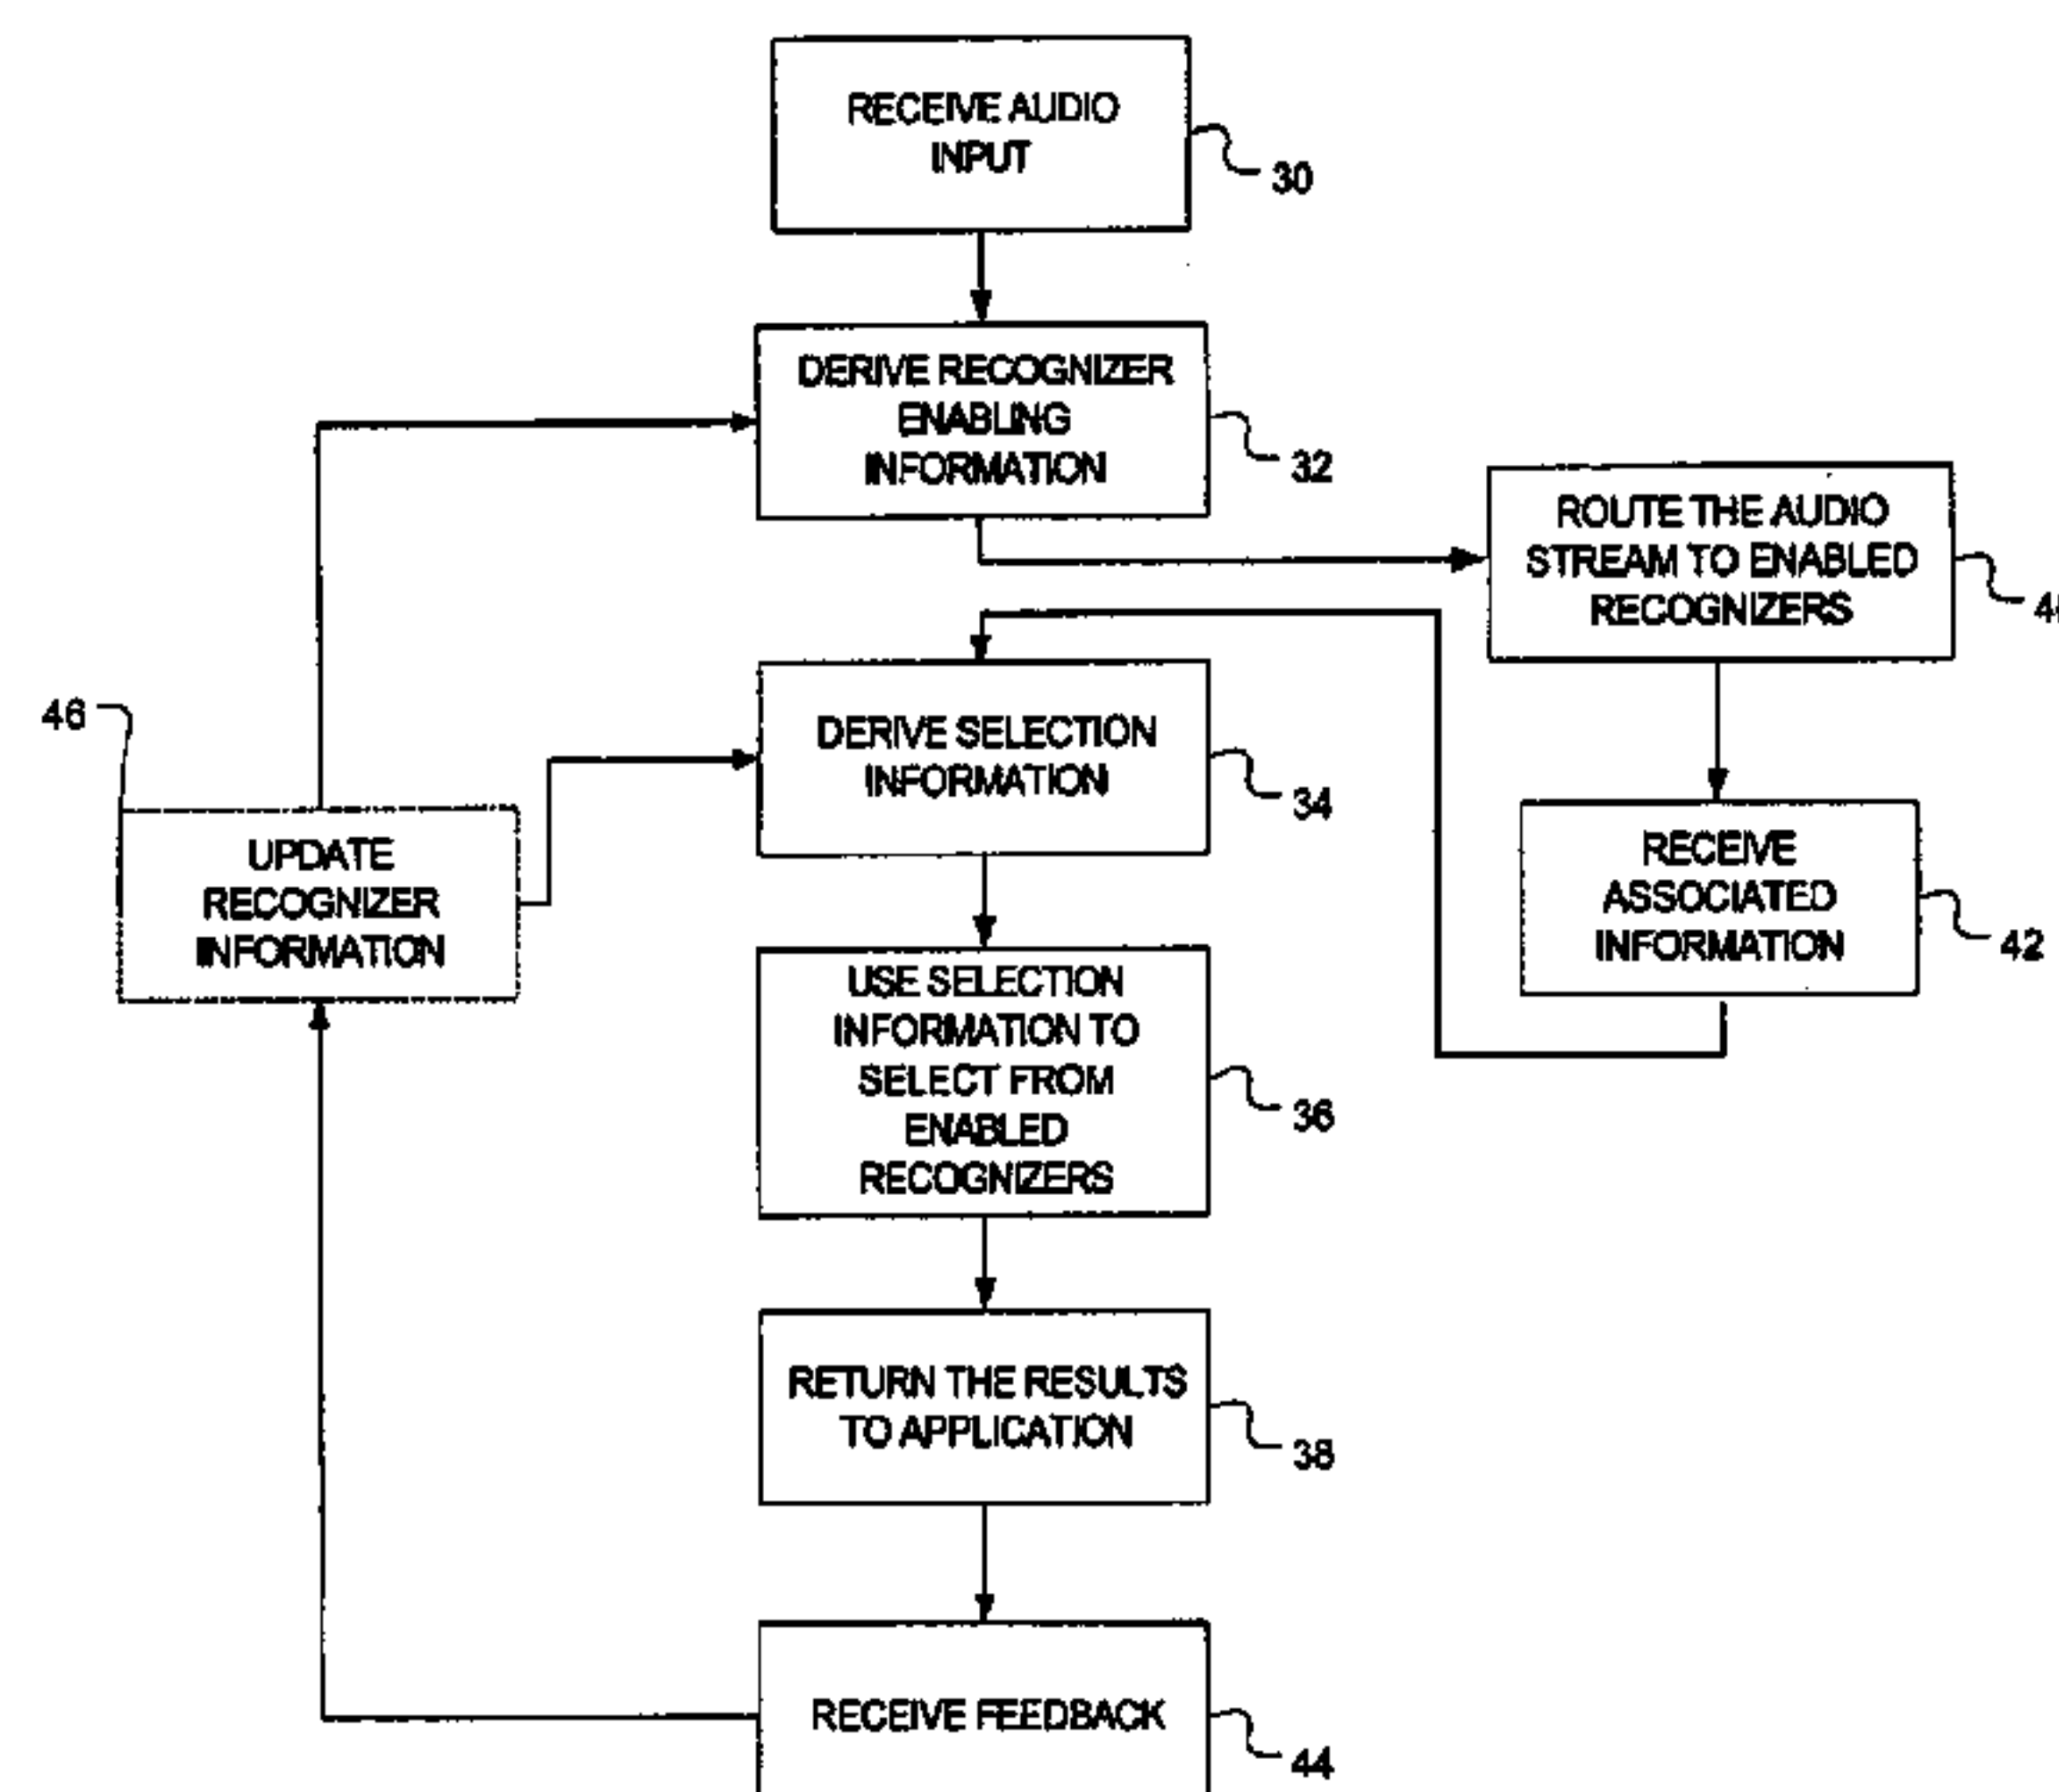 RECEIVE AUDIO
INPUT
30
DERIVE RECOGNIZER
ENABLING
INFORMATION
32
ROUTE THE AUDIO
STREAM TO ENABLED
RECOGNIZERS
DERIVE SELECTION
INFORMATION
34
46
UPDATE
RECOGNIZER
INFORMATION
RECEIVE
ASSOCIATED
INFORMATION
42
USE SELECTION
INFORMATION TO
SELECT FROM
ENABLED
RECOGNIZERS
36
RETURN THE RESULTS
TO APPLICATION
38
RECEIVE FEEDBACK
44